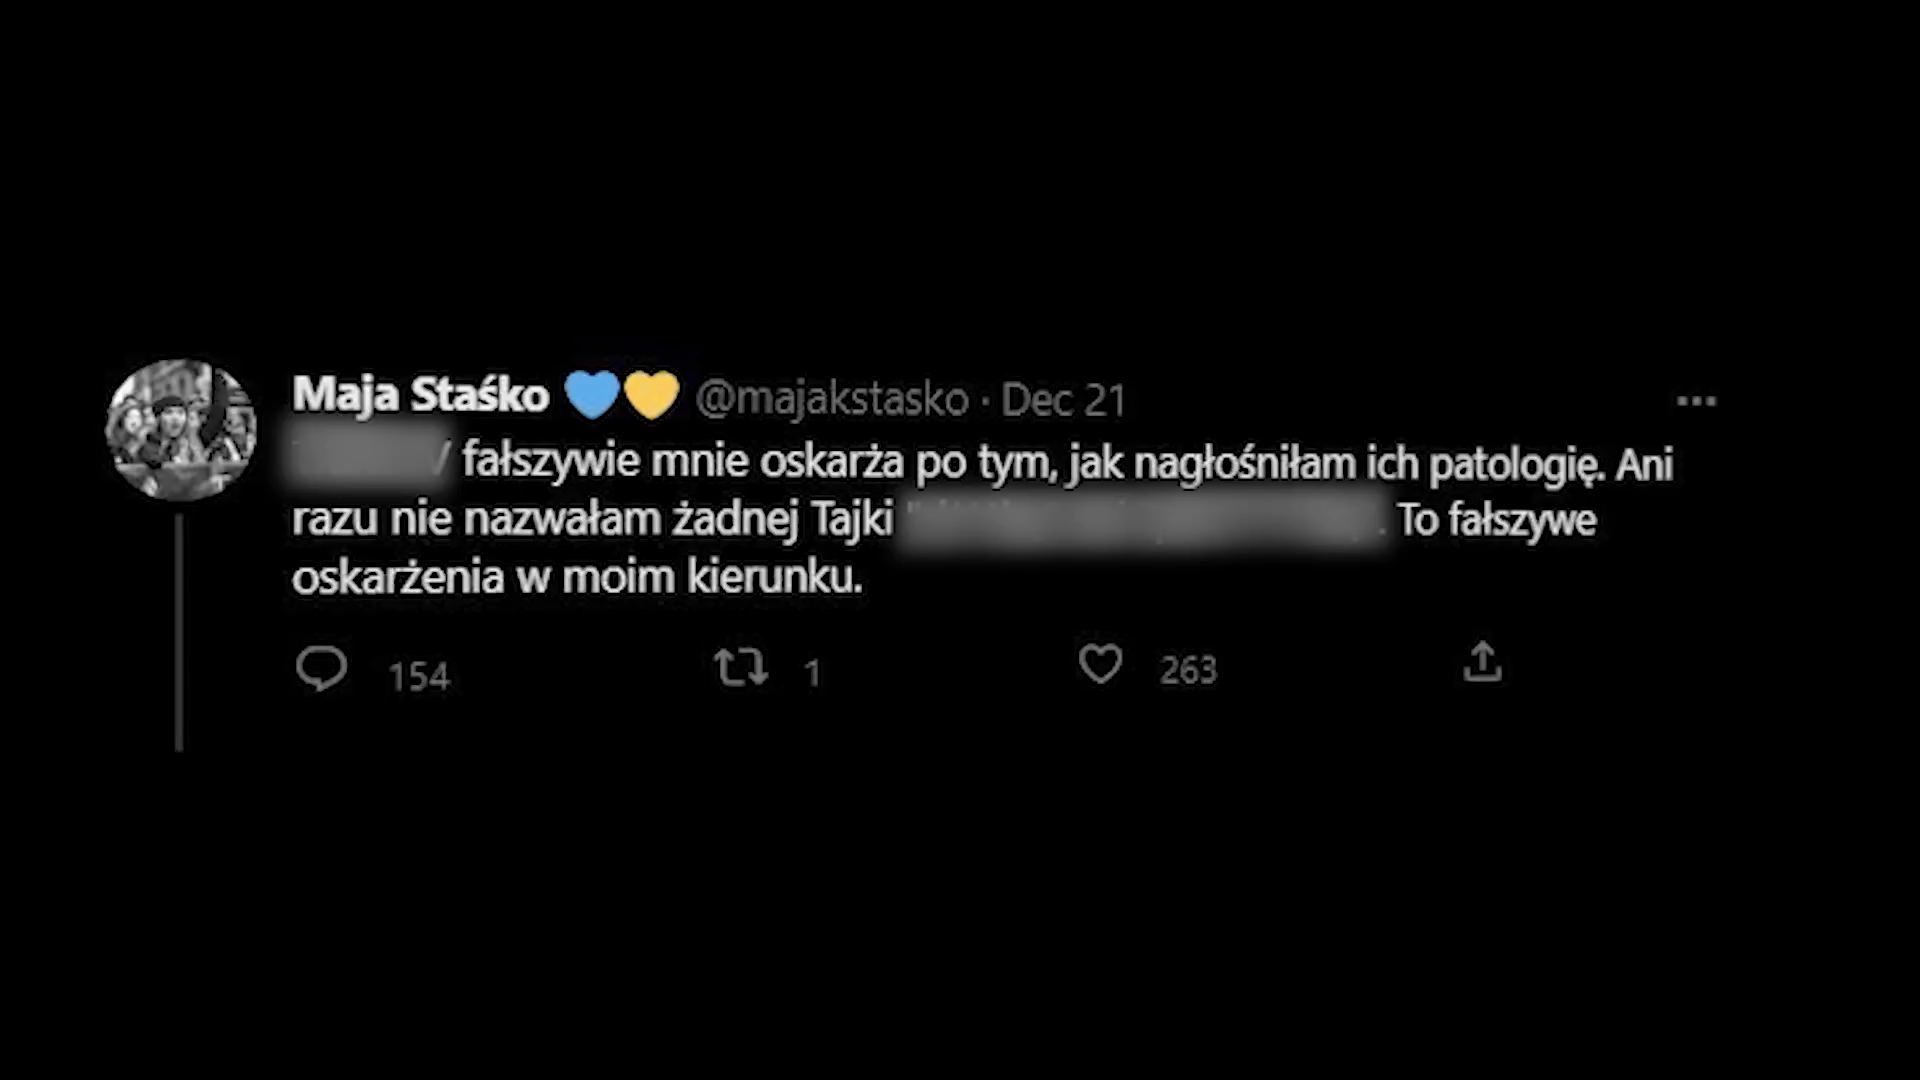 Maja Staśko 💙💛 @majakstasko · Dec 21
fałszywie mnie oskarża po tym, jak nagłośniłam ich patologię. Ani
razu nie nazwałam żadnej Tajki . To fałszywe
oskarżenia w moim kierunku.
154 1 263